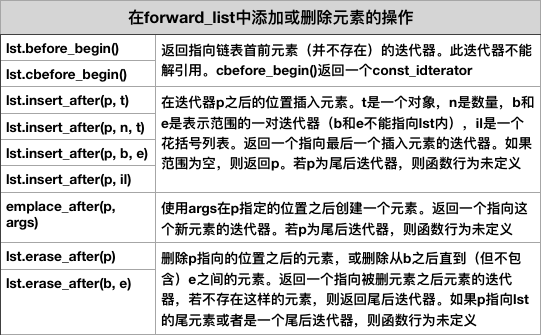 在forward_list中添加或删除元素的操作
lst.before_begin()
lst.cbefore_begin()
返回指向链表首前元素（并不存在）的迭代器。此迭代器不能
解引用。cbefore_begin()返回一个const_idterator
lst.insert_after(p, t)
lst.insert_after(p, n, t)
lst.insert_after(p, b, e)
lst.insert_after(p, il)
在迭代器p之后的位置插入元素。t是一个对象，n是数量，b和
e是表示范围的一对迭代器（b和e不能指向lst内），il是一个
花括号列表。返回一个指向最后一个插入元素的迭代器。如果
范围为空，则返回p。若p为尾后迭代器，则函数行为未定义
emplace_after(p,
args)
使用args在p指定的位置之后创建一个元素。返回一个指向这
个新元素的迭代器。若p为尾后迭代器，则函数行为未定义
lst.erase_after(p)
lst.erase_after(b, e)
删除p指向的位置之后的元素，或删除从b之后直到（但不包
含）e之间的元素。返回一个指向被删元素之后元素的迭代
器，若不存在这样的元素，则返回尾后迭代器。如果p指向lst
的尾元素或者是一个尾后迭代器，则函数行为未定义